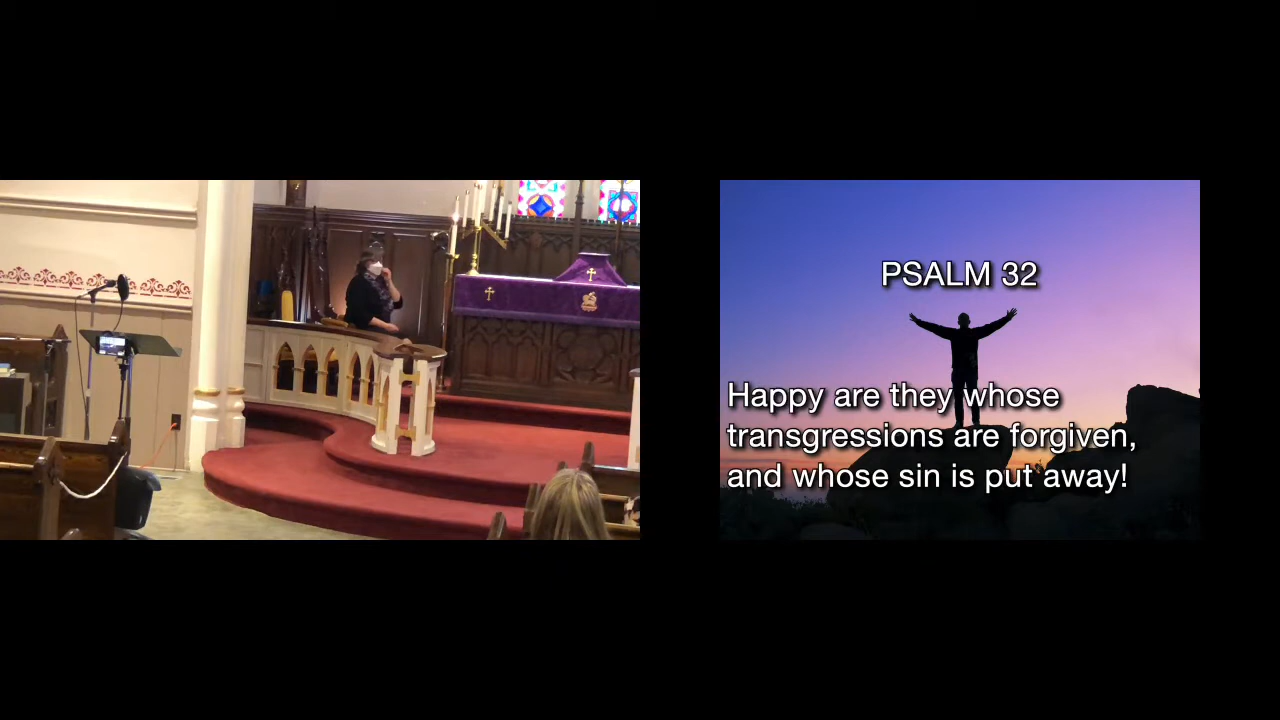 PSALM 32
Happy are they whose
transgressions are forgiven,
and whose sin is put away!